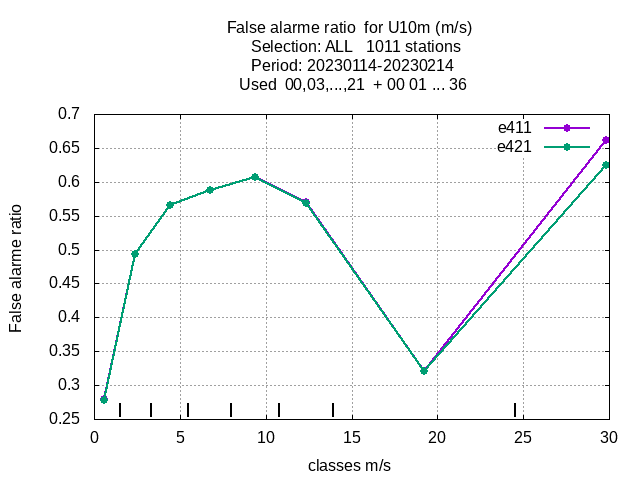 False alarme ratio  for U10m (m/s)
Selection: ALL   1011 stations
Period: 20230114-20230214
Used  00,03,...,21  + 00 01 ... 36
0.7
0.65
0.6
0.55
0.5
0.45
0.4
0.35
0.3
0.25
False alarme ratio
e411
e421
0 5 10 15 20 25 30
classes m/s